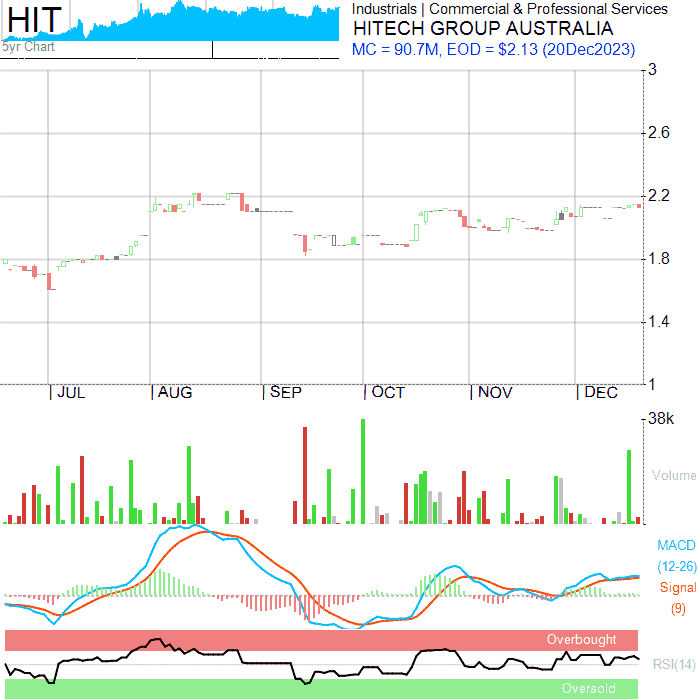 HIT
5yr Chart
Industrials | Commercial & Professional Services
HITECH GROUP AUSTRALIA
MC = 90.7M, EOD = $2.13 (20Dec2023)
3
2.6
2.2
1.8
1.4
1
JUL AUG SEP OCT NOV DEC
38k
Volume
MACD
(12-26)
Signal
(9)
Overbought
RSI(14)
Oversold